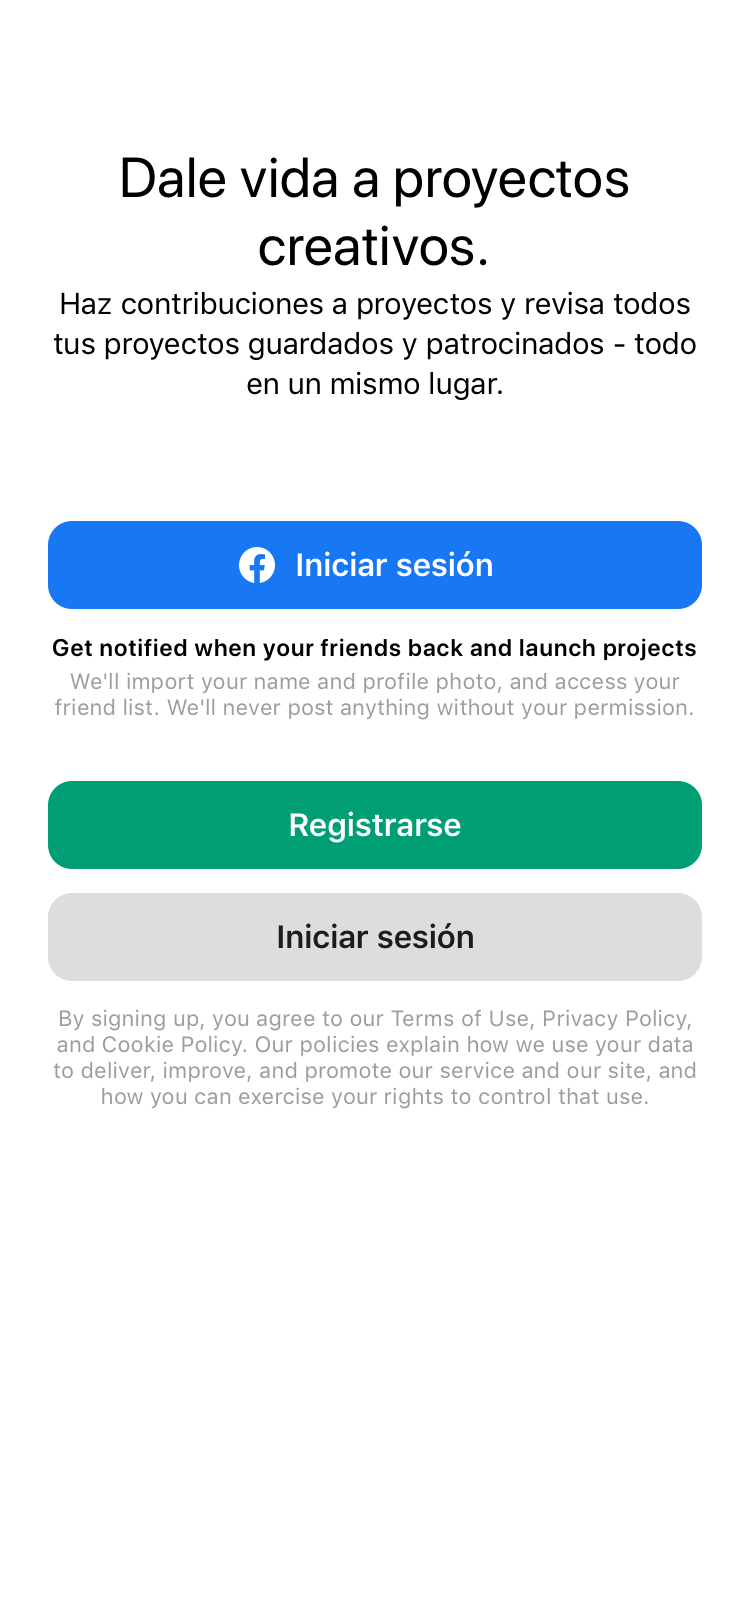 Dale vida a proyectos
creativos.
Haz contribuciones a proyectos y revisa todos
tus proyectos guardados y patrocinados - todo
en un mismo lugar.
Iniciar sesión
Get notified when your friends back and launch projects
We'll import your name and profile photo, and access your
friend list. We'll never post anything without your permission.
Registrarse
Iniciar sesión
By signing up, you agree to our Terms of Use, Privacy Policy,
and Cookie Policy. Our policies explain how we use your data
to deliver, improve, and promote our service and our site, and
how you can exercise your rights to control that use.